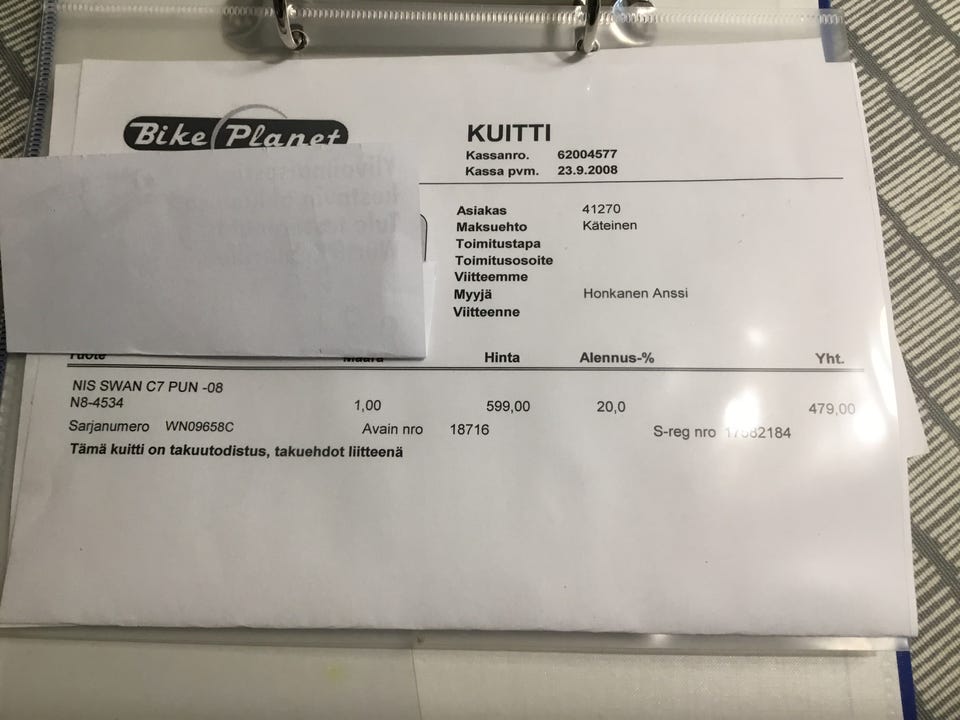 Bike Planet
KUITTI
Kassanro. 62004577
Kassa pvm. 23.9.2008
Asiakas 41270
Maksuehto Käteinen
Toimitustapa
Toimitusosoite
Viitteemme
Myyjä Honkanen Anssi
Viitteenne
Tuote Määrä Hinta Alennus-% Yht.
NIS SWAN C7 PUN -08
N8-4534 1,00 599,00 20,0 479,00
Sarjanumero WN09658C Avain nro 18716 S-reg nro
Tämä kuitti on takuutodistus, takuehdot liitteenä